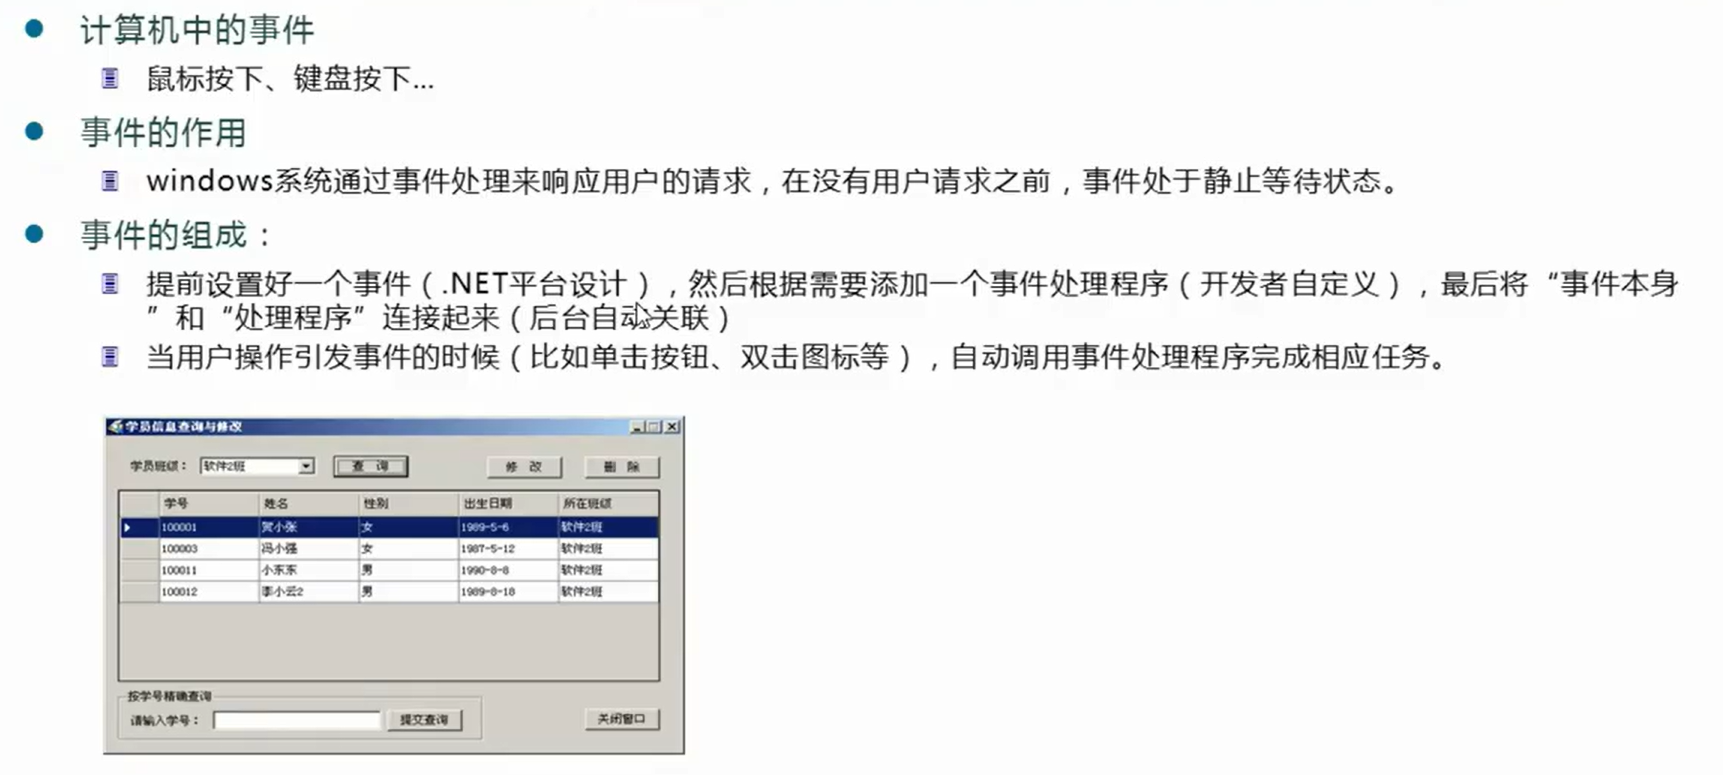 计算机中的事件
鼠标按下、键盘按下...
事件的作用
windows系统通过事件处理来响应用户的请求，在没有用户请求之前，事件处于静止等待状态。
事件的组成：
提前设置好一个事件（.NET平台设计），然后根据需要添加一个事件处理程序（开发者自定义），最后将“事件本身
”和“处理程序”连接起来（后台自动关联）
当用户操作引发事件的时候（比如单击按钮、双击图标等），自动调用事件处理程序完成相应任务。
学员信息查询与修改
学员班级： 软件2班 查 询 修 改 删 除
学号 姓名 性别 出生日期 所在班级
100001 贺小张 女 1989-5-6 软件2班
100003 冯小强 女 1987-5-12 软件2班
100011 小东东 男 1990-8-8 软件2班
100012 李小云2 男 1989-8-18 软件2班
按学号精确查询
请输入学号： 提交查询 关闭窗口